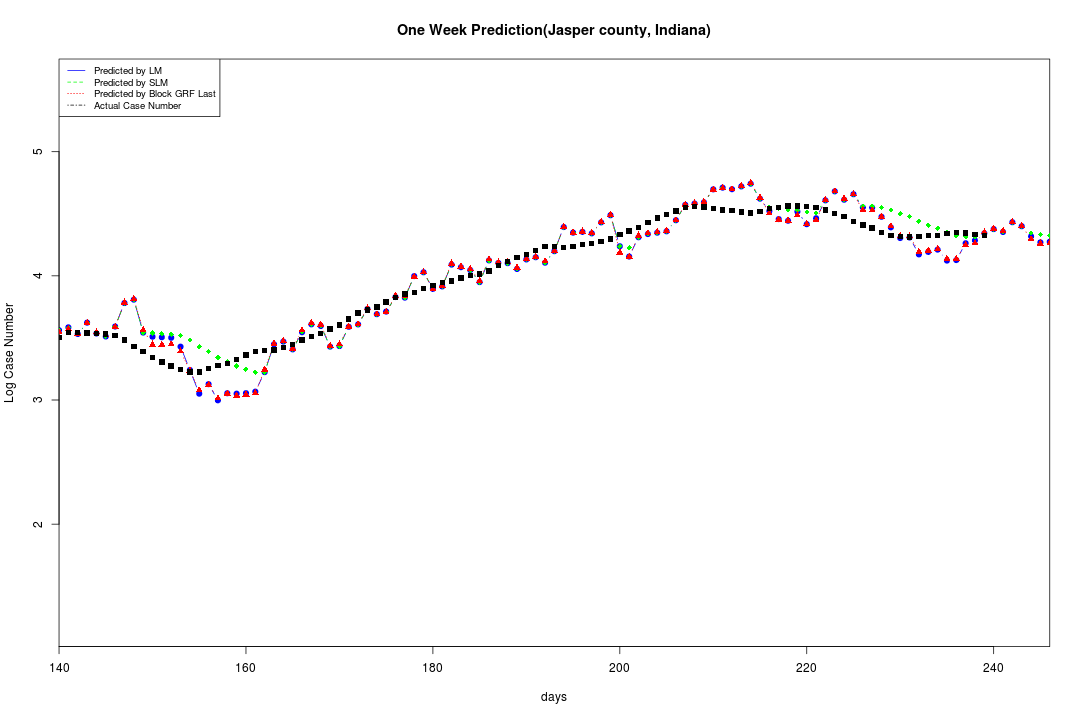 One Week Prediction(Jasper county, Indiana)
Predicted by LM
Predicted by SLM
Predicted by Block GRF Last
Actual Case Number
5
4
3
2
Log Case Number
140 160 180 200 220 240
days